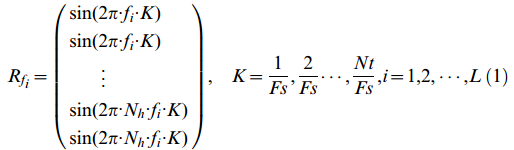 sin(2π·f_i·K)
sin(2π·f_i·K)
R_{f_i} = ⋮ , K = 1/Fs, 2/Fs ⋯, Nt/Fs, i=1,2, ⋯, L (1)
sin(2π·N_h·f_i·K)
sin(2π·N_h·f_i·K)